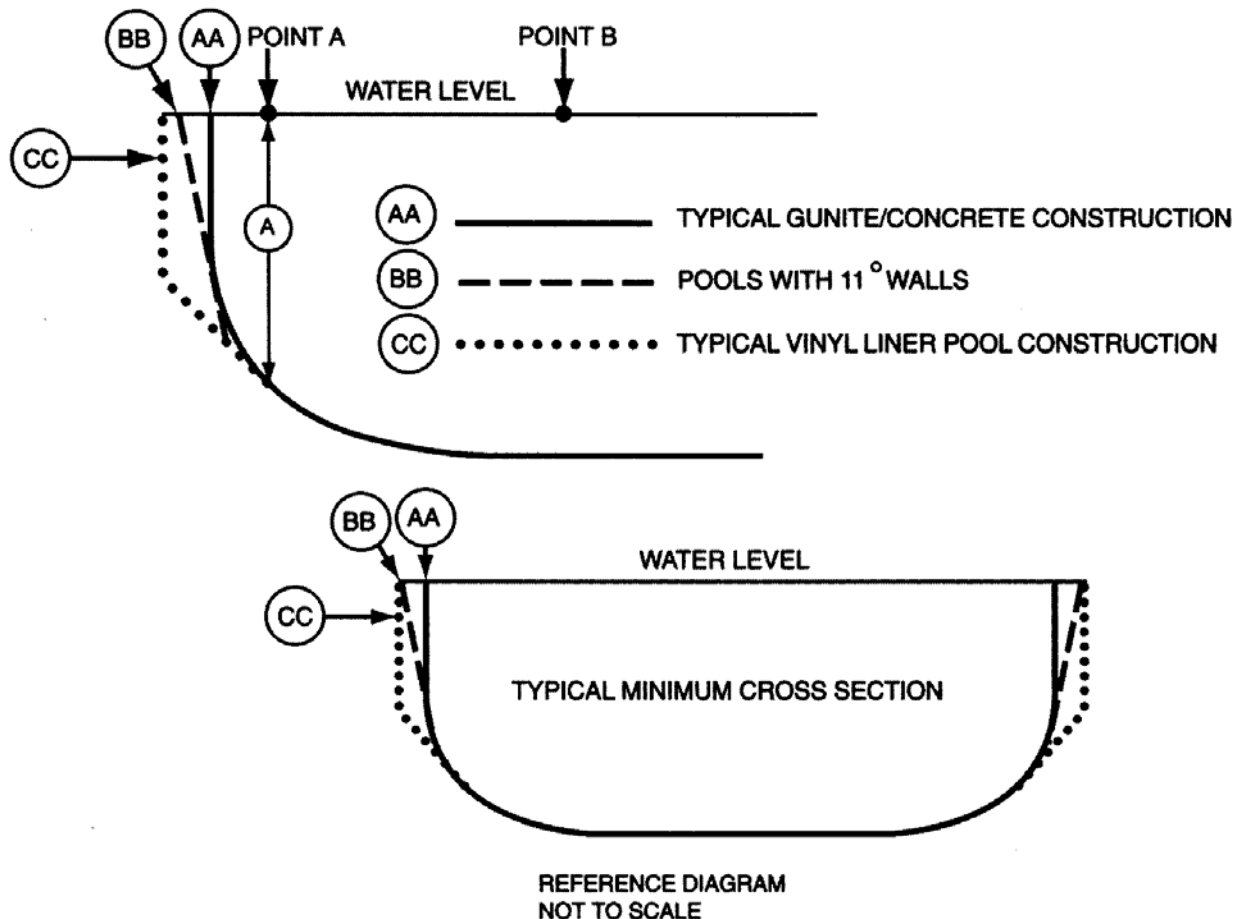 BB AA POINT A POINT B
WATER LEVEL
CC
A
AA TYPICAL GUNITE/CONCRETE CONSTRUCTION
BB POOLS WITH 11° WALLS
CC TYPICAL VINYL LINER POOL CONSTRUCTION
BB AA
WATER LEVEL
CC
TYPICAL MINIMUM CROSS SECTION
REFERENCE DIAGRAM
NOT TO SCALE